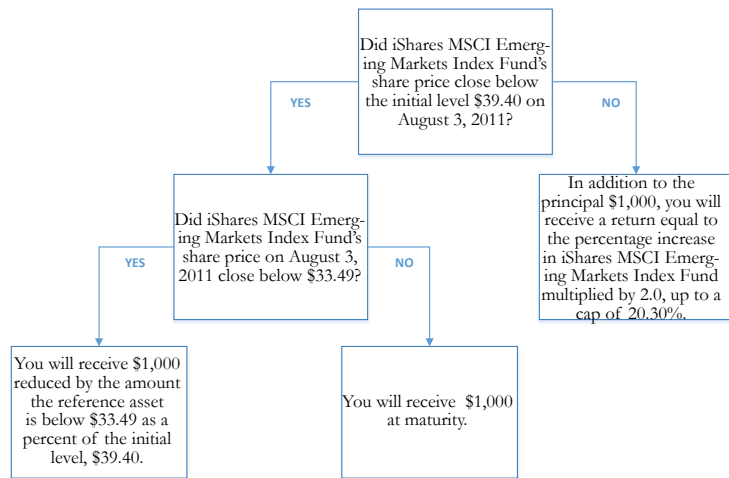 Did iShares MSCI Emerg-
ing Markets Index Fund's
share price close below
the initial level $39.40 on
August 3, 2011?
YES
NO
Did iShares MSCI Emerg-
ing Markets Index Fund's
share price on August 3,
2011 close below $33.49?
In addition to the
principal $1,000, you will
receive a return equal to
the percentage increase
in iShares MSCI Emerg-
ing Markets Index Fund
multiplied by 2.0, up to a
cap of 20.30%.
YES
NO
You will receive $1,000
reduced by the amount
the reference asset
is below $33.49 as a
percent of the initial
level, $39.40.
You will receive $1,000
at maturity.